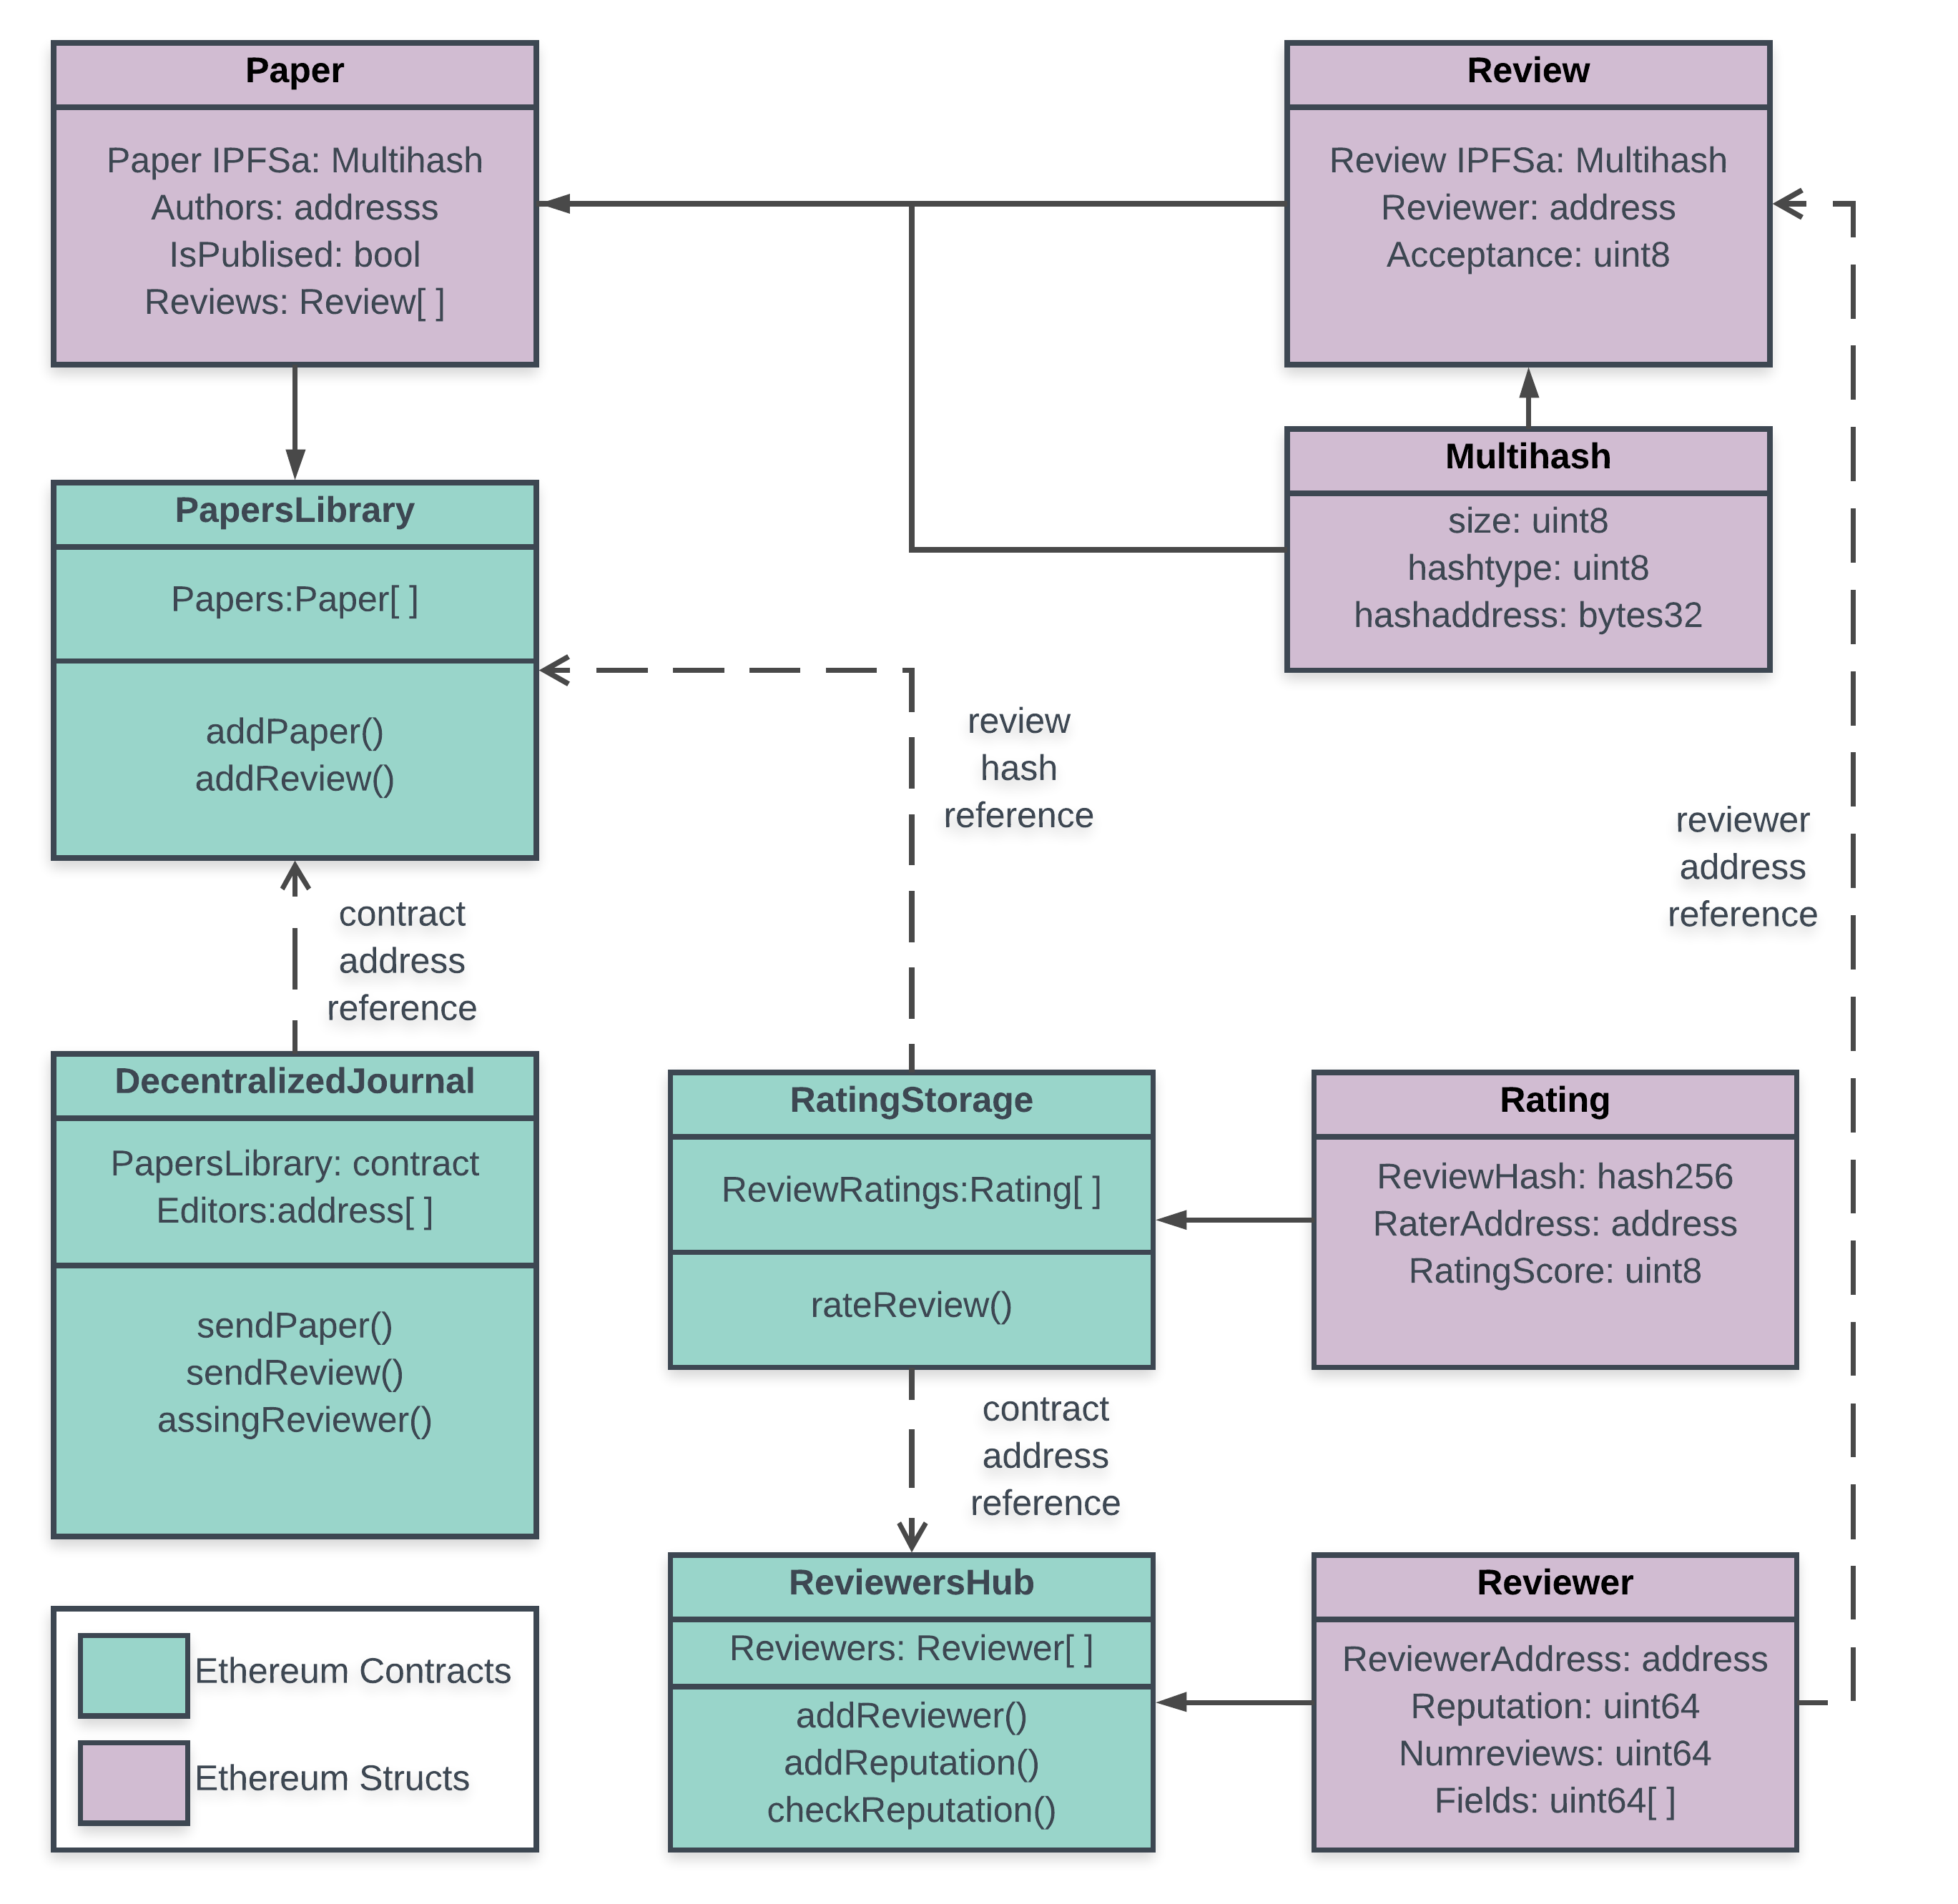 Paper
Paper IPFSa: Multihash
Authors: addresss
IsPublised: bool
Reviews: Review[ ]
Review
Review IPFSa: Multihash
Reviewer: address
Acceptance: uint8
Multihash
size: uint8
hashtype: uint8
hashaddress: bytes32
PapersLibrary
Papers:Paper[ ]
addPaper()
addReview()
review
hash
reference
reviewer
address
reference
contract
address
reference
DecentralizedJournal
PapersLibrary: contract
Editors:address[ ]
sendPaper()
sendReview()
assingReviewer()
RatingStorage
ReviewRatings:Rating[ ]
rateReview()
Rating
ReviewHash: hash256
RaterAddress: address
RatingScore: uint8
contract
address
reference
ReviewersHub
Reviewers: Reviewer[ ]
addReviewer()
addReputation()
checkReputation()
Reviewer
ReviewerAddress: address
Reputation: uint64
Numreviews: uint64
Fields: uint64[ ]
Ethereum Contracts
Ethereum Structs